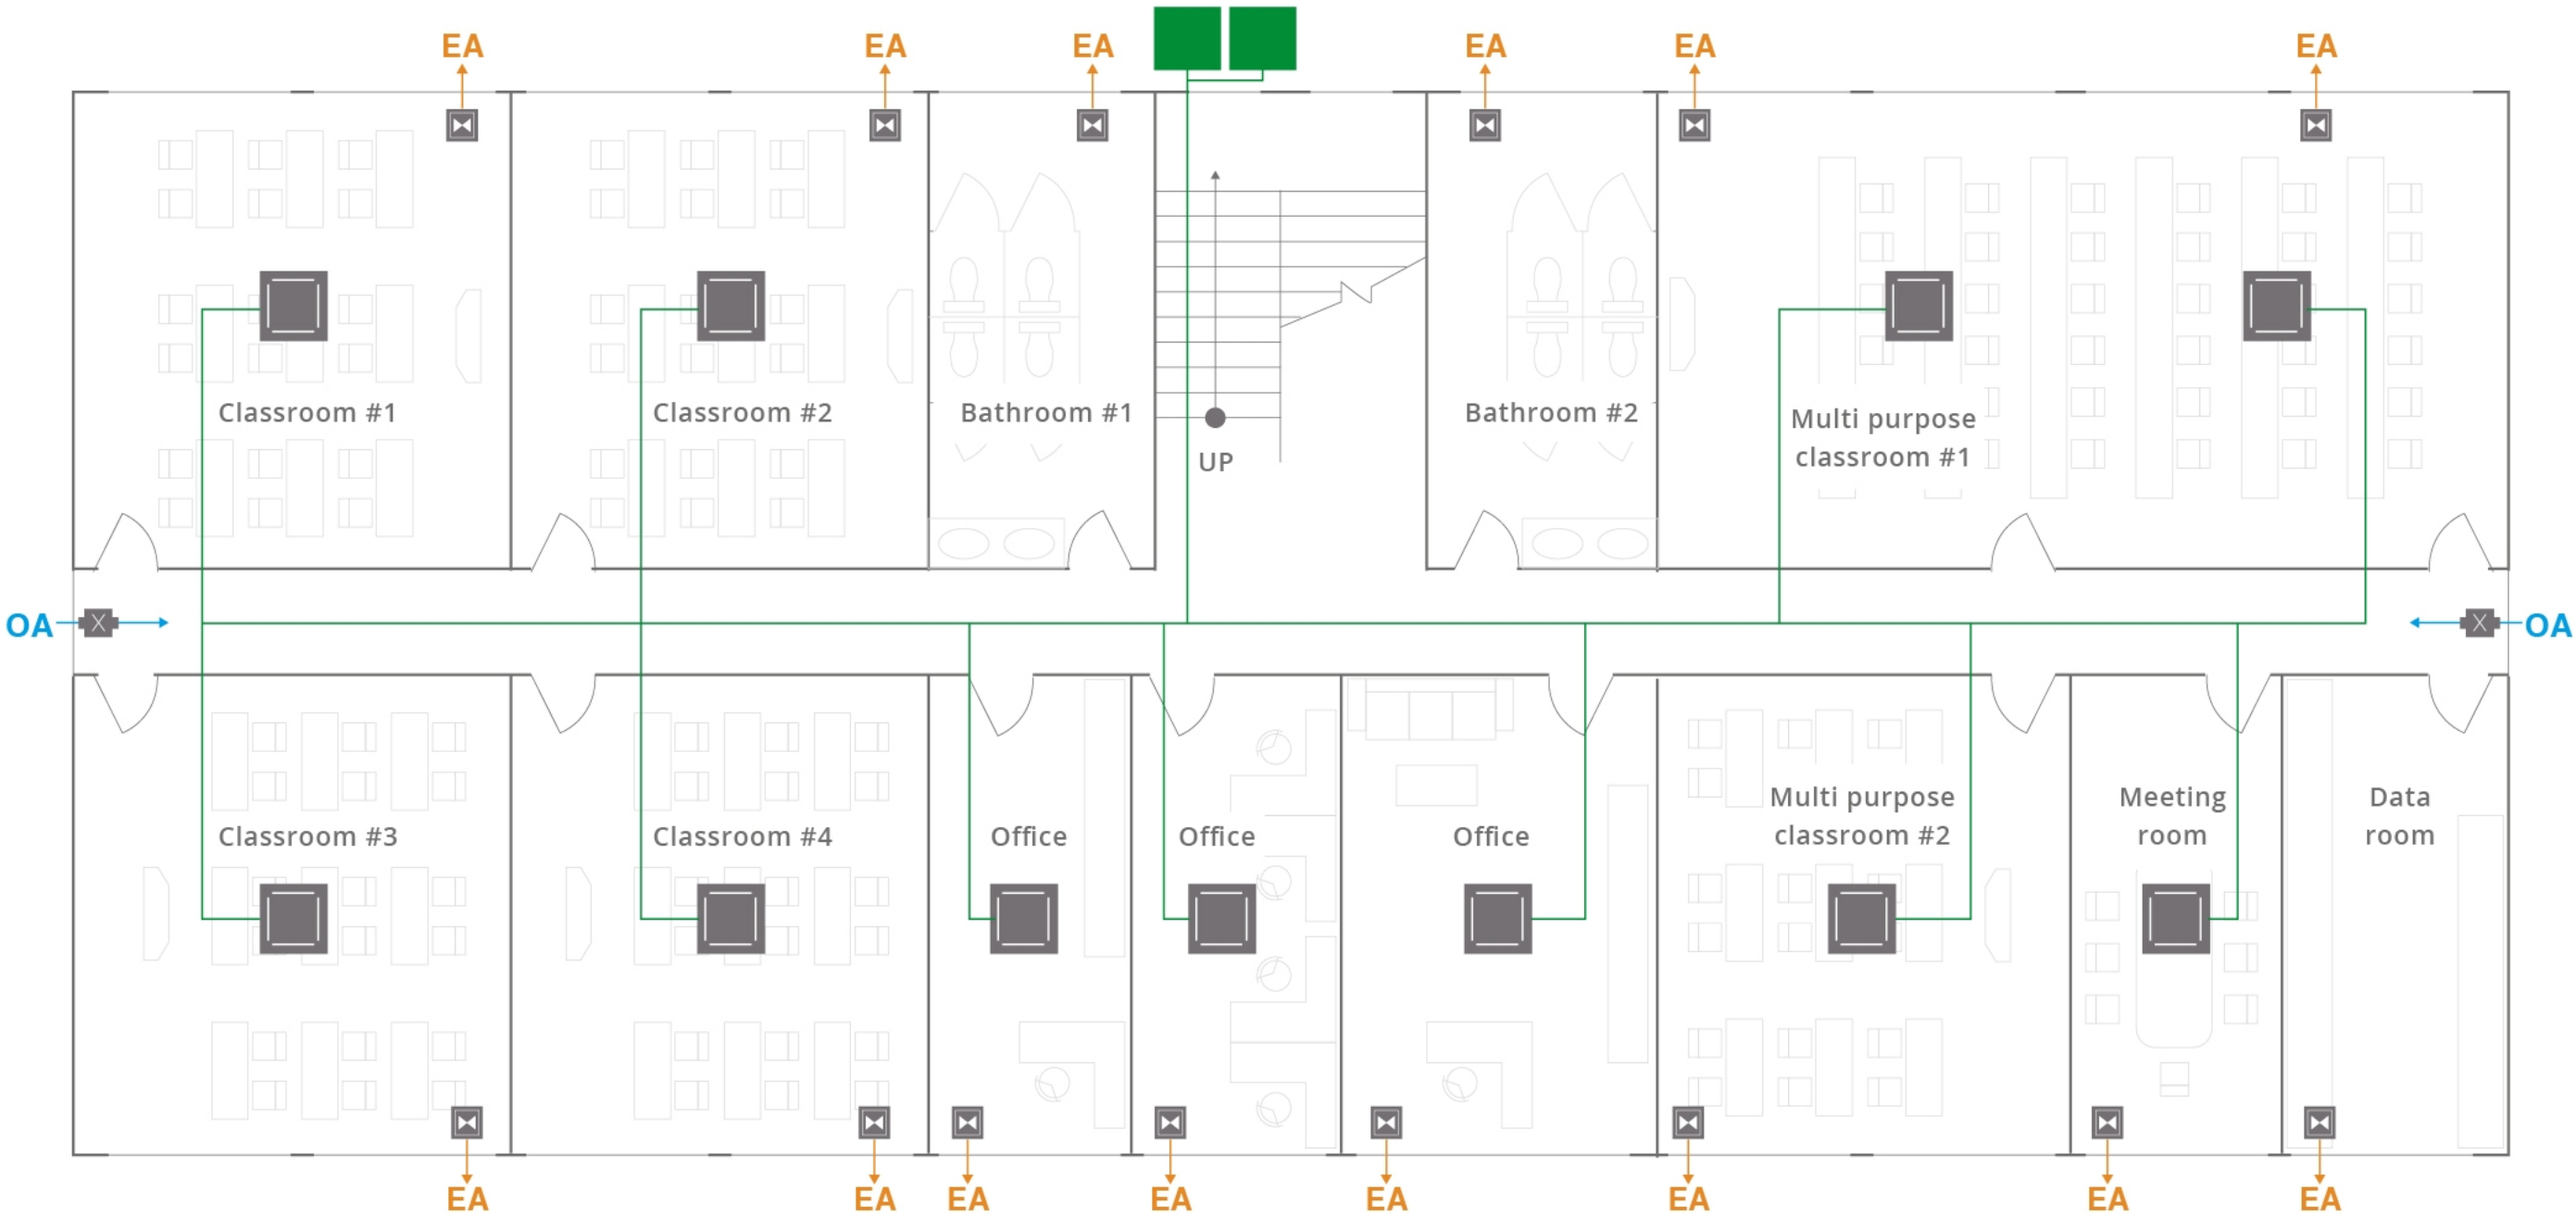 EA
EA
EA
EA
EA
EA
Classroom #1
Classroom #2
Bathroom #1
UP
Bathroom #2
Multi purpose
classroom #1
OA
OA
Classroom #3
Classroom #4
Office
Office
Office
Multi purpose
classroom #2
Meeting
room
Data
room
EA
EA
EA
EA
EA
EA
EA
EA